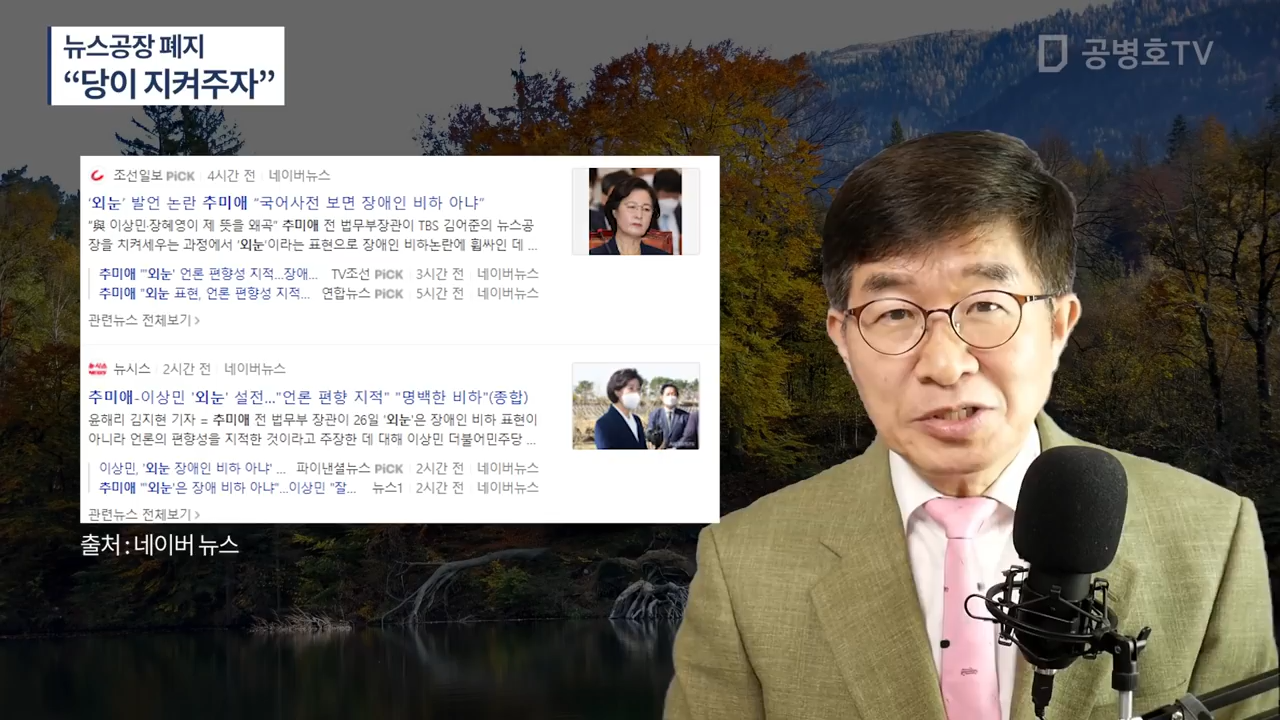 뉴스공장 폐지
“당이 지켜주자”
공병호TV
조선일보 PiCK 4시간 전 네이버뉴스
‘외눈’ 발언 논란 추미애 “국어사전 보면 장애인 비하 아냐”
“與 이상민·장혜영이 제 뜻을 왜곡” 추미애 전 법무부장관이 TBS 김어준의 뉴스공
장을 지켜세우는 과정에서 ‘외눈’이라는 표현으로 장애인 비하논란에 휩싸인 데 ...
추미애 "'외눈' 언론 편향성 지적...장애... TV조선 PiCK 3시간 전 네이버뉴스
추미애 "외눈 표현, 언론 편향성 지적... 연합뉴스 PiCK 5시간 전 네이버뉴스
관련뉴스 전체보기 >
뉴시스 2시간 전 네이버뉴스
추미애-이상민 '외눈' 설전..."언론 편향 지적" "명백한 비하"(종합)
윤해리 김지현 기자 = 추미애 전 법무부 장관이 26일 '외눈'은 장애인 비하 표현이
아니라 언론의 편향성을 지적한 것이라고 주장한 데 대해 이상민 더불어민주당 ...
이상민, '외눈 장애인 비하 아냐' ... 파이낸셜뉴스 PiCK 2시간 전 네이버뉴스
추미애 "'외눈'은 장애 비하 아냐"...이상민 "잘... 뉴스1 2시간 전 네이버뉴스
관련뉴스 전체보기 >
출처 : 네이버 뉴스